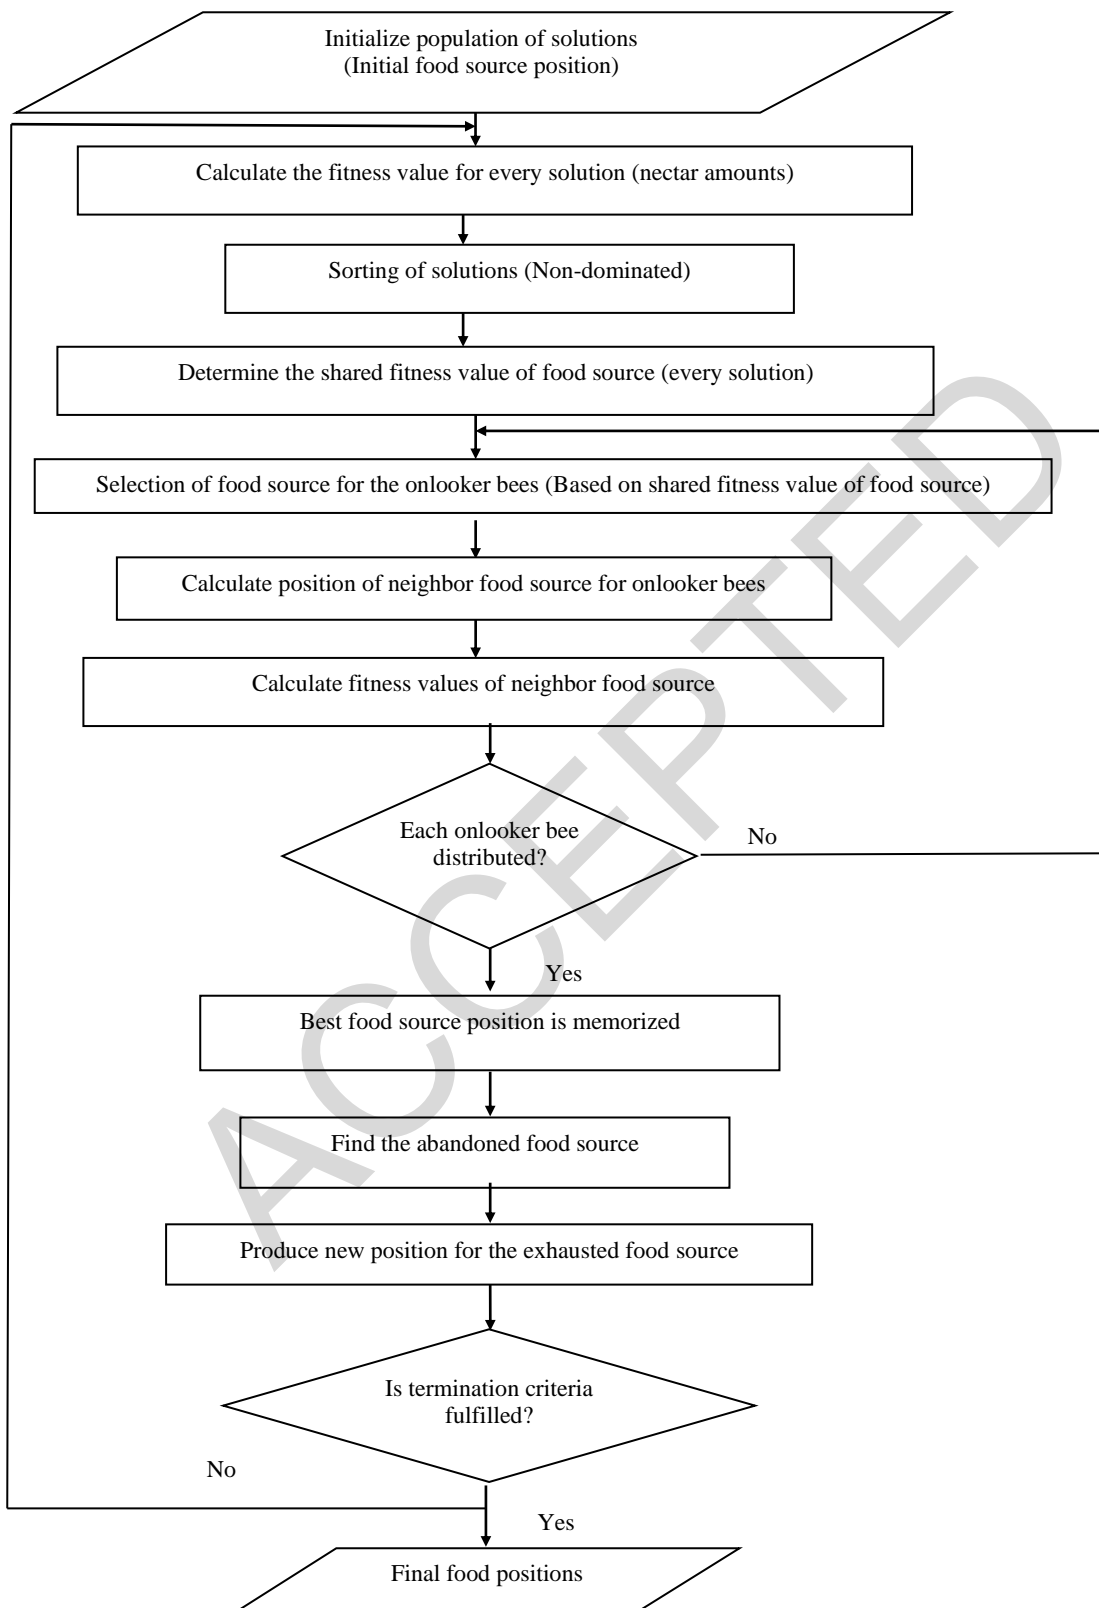 Initialize population of solutions
(Initial food source position)
Calculate the fitness value for every solution (nectar amounts)
Sorting of solutions (Non-dominated)
Determine the shared fitness value of food source (every solution)
Selection of food source for the onlooker bees (Based on shared fitness value of food source)
Calculate position of neighbor food source for onlooker bees
Calculate fitness values of neighbor food source
Each onlooker bee
distributed?
No
Yes
Best food source position is memorized
Find the abandoned food source
Produce new position for the exhausted food source
Is termination criteria
fulfilled?
No
Yes
Final food positions
ACCEPTED